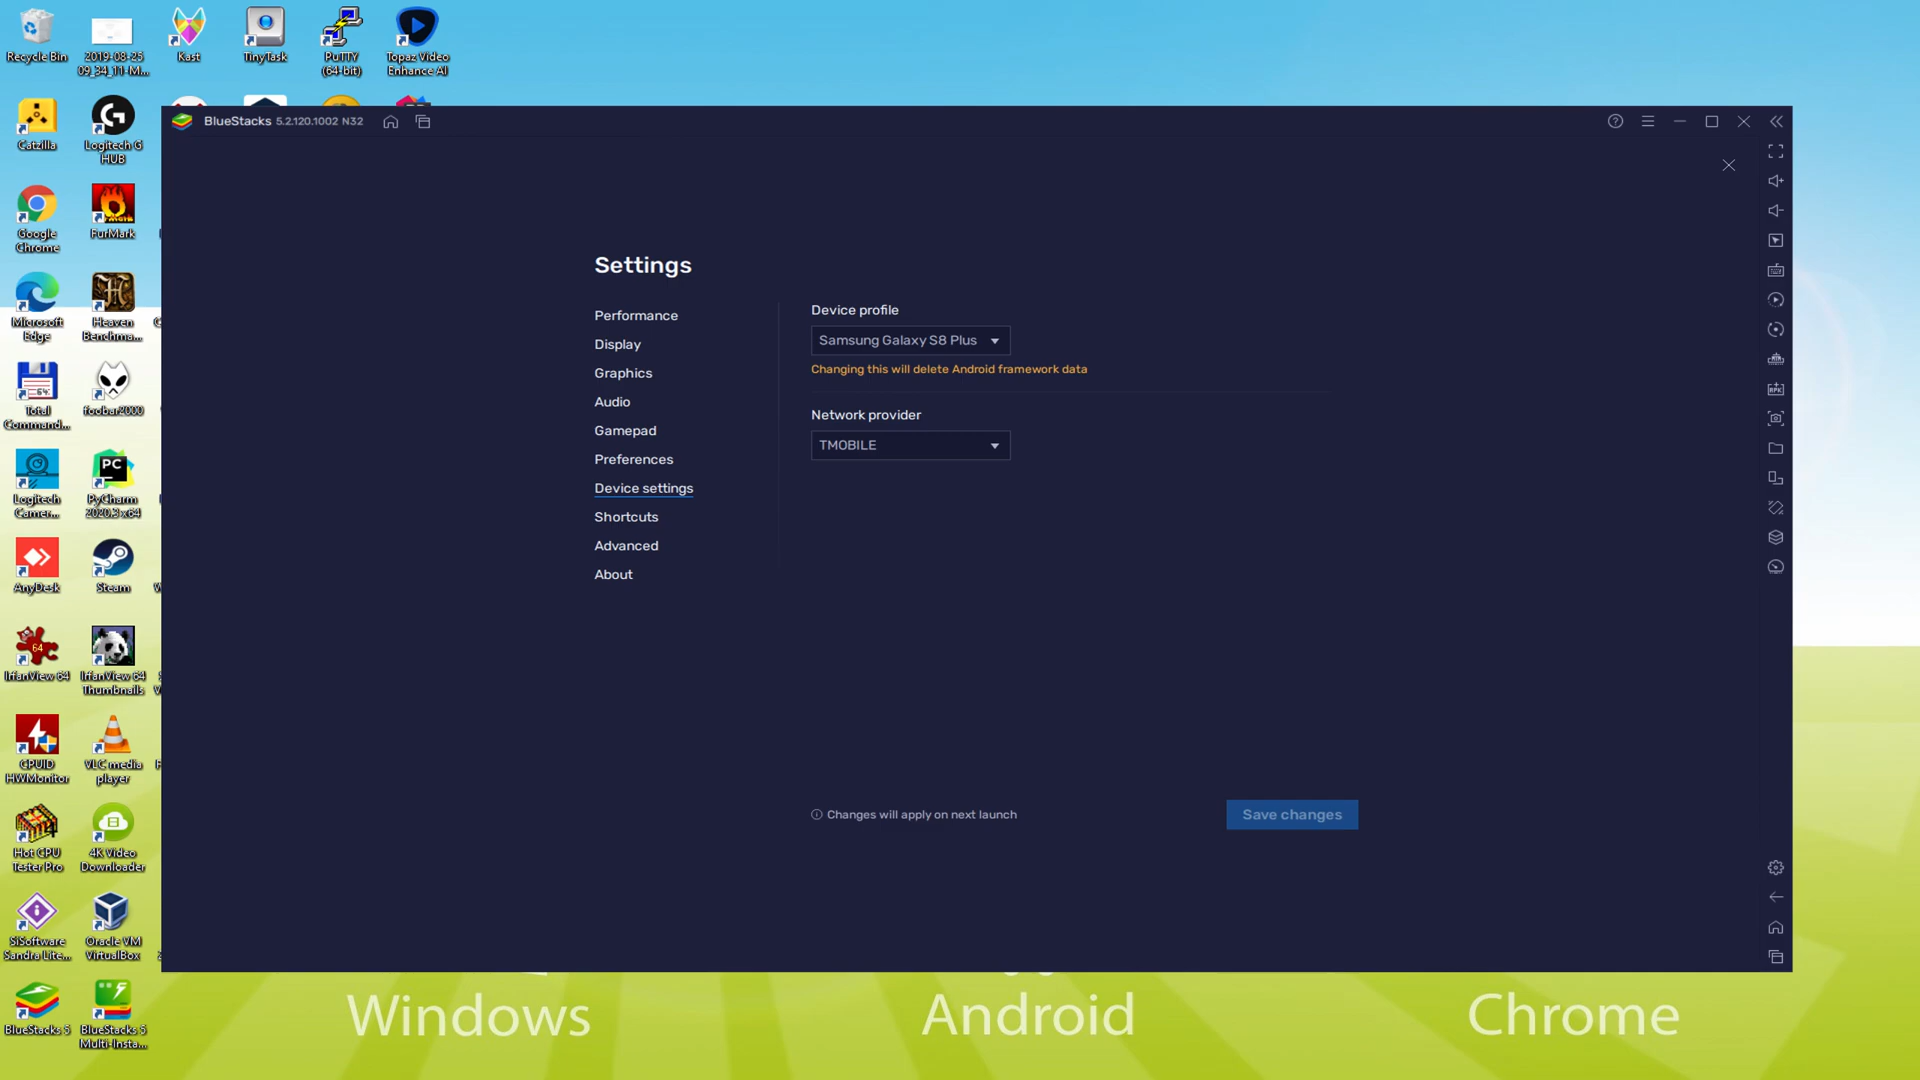 Recycle Bin
2019-08-25
09_34_11-M...
Kast
TinyTask
PuTTY
(64-bit)
Topaz Video
Enhance AI
Catzilla
Logitech G
HUB
Google
Chrome
FurMark
Microsoft
Edge
Heaven
Benchma...
Total
Command...
foobar2000
Logitech
Camer...
PyCharm
2020.3 x64
AnyDesk
Steam
IrfanView 64
IrfanView 64
Thumbnails
CPUID
HWMonitor
VLC media
player
Hot CPU
Tester Pro
4K Video
Downloader
SiSoftware
Sandra Lite...
Oracle VM
VirtualBox
BlueStacks 5
BlueStacks 5
Multi-Insta...
BlueStacks 5.2.120.1002 N32
Settings
Performance
Display
Graphics
Audio
Gamepad
Preferences
Device settings
Shortcuts
Advanced
About
Device profile
Samsung Galaxy S8 Plus
Changing this will delete Android framework data
Network provider
TMOBILE
Changes will apply on next launch
Save changes
Windows
Android
Chrome